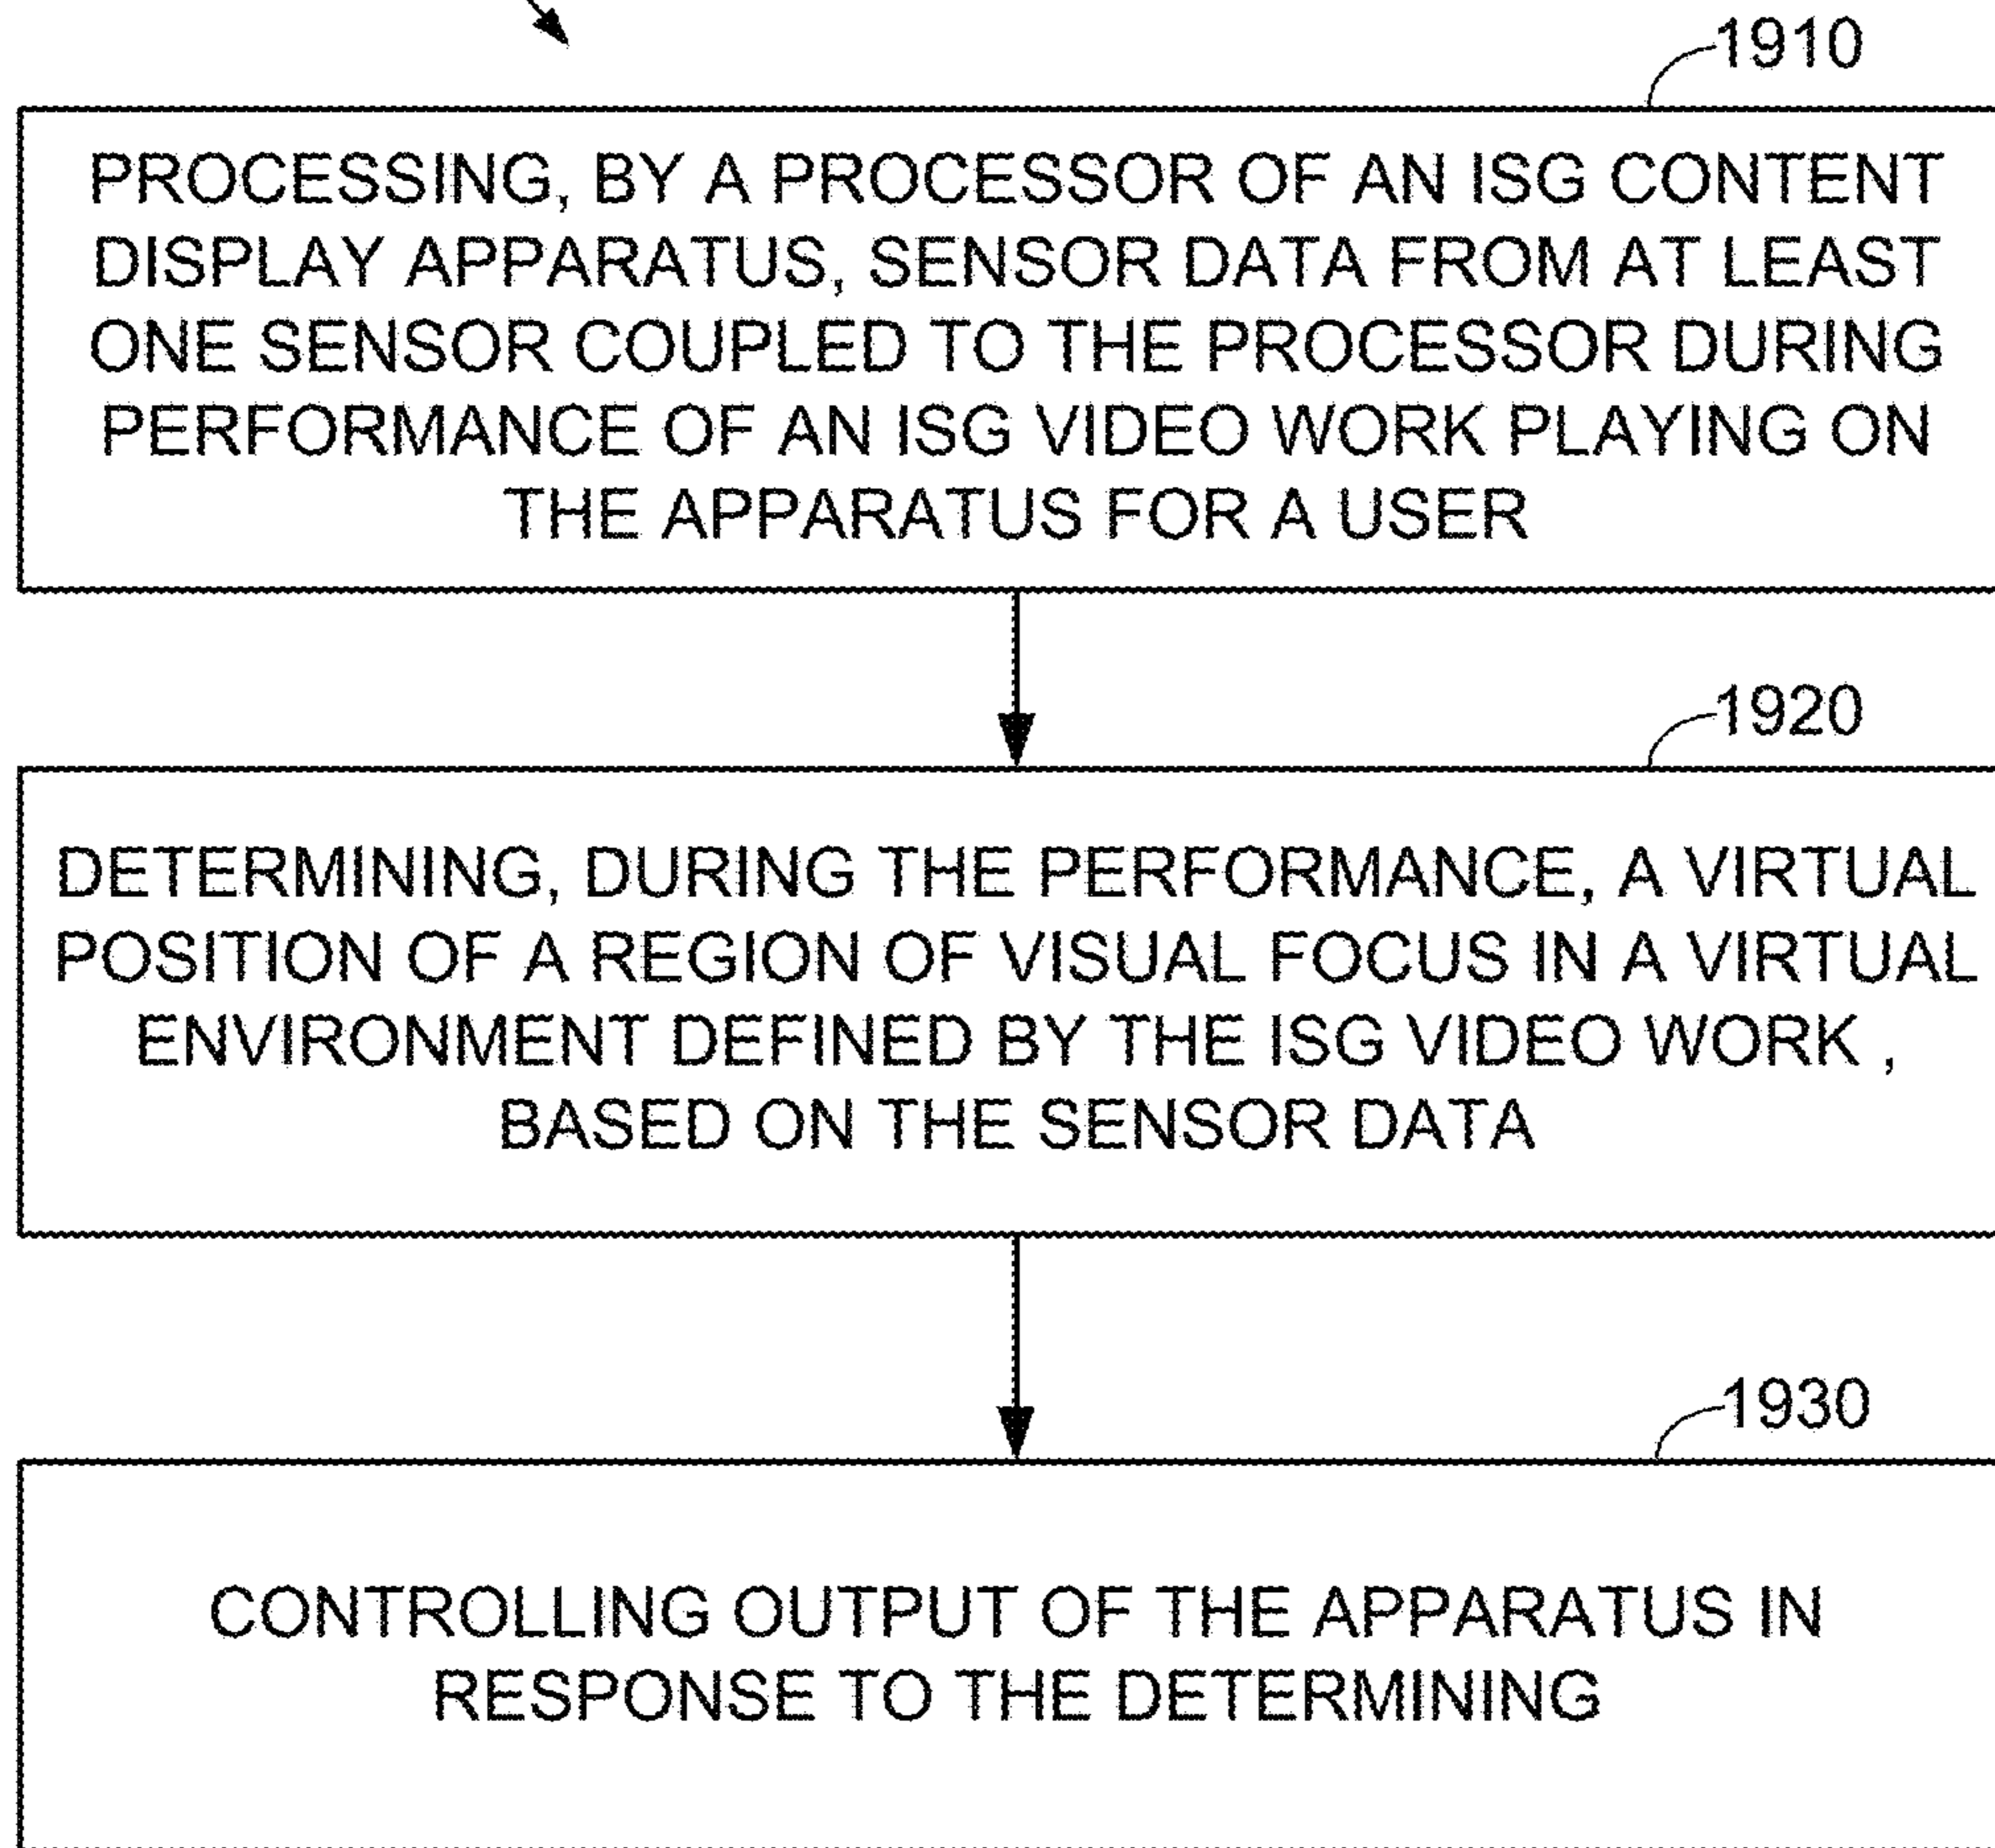 1910
PROCESSING, BY A PROCESSOR OF AN ISG CONTENT
DISPLAY APPARATUS, SENSOR DATA FROM AT LEAST
ONE SENSOR COUPLED TO THE PROCESSOR DURING
PERFORMANCE OF AN ISG VIDEO WORK PLAYING ON
THE APPARATUS FOR A USER
1920
DETERMINING, DURING THE PERFORMANCE, A VIRTUAL
POSITION OF A REGION OF VISUAL FOCUS IN A VIRTUAL
ENVIRONMENT DEFINED BY THE ISG VIDEO WORK ,
BASED ON THE SENSOR DATA
1930
CONTROLLING OUTPUT OF THE APPARATUS IN
RESPONSE TO THE DETERMINING